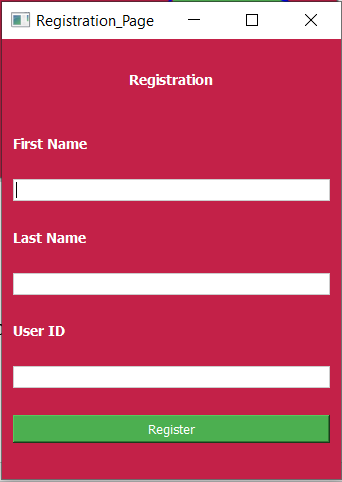 Registration_Page
Registration
First Name
Last Name
User ID
Register